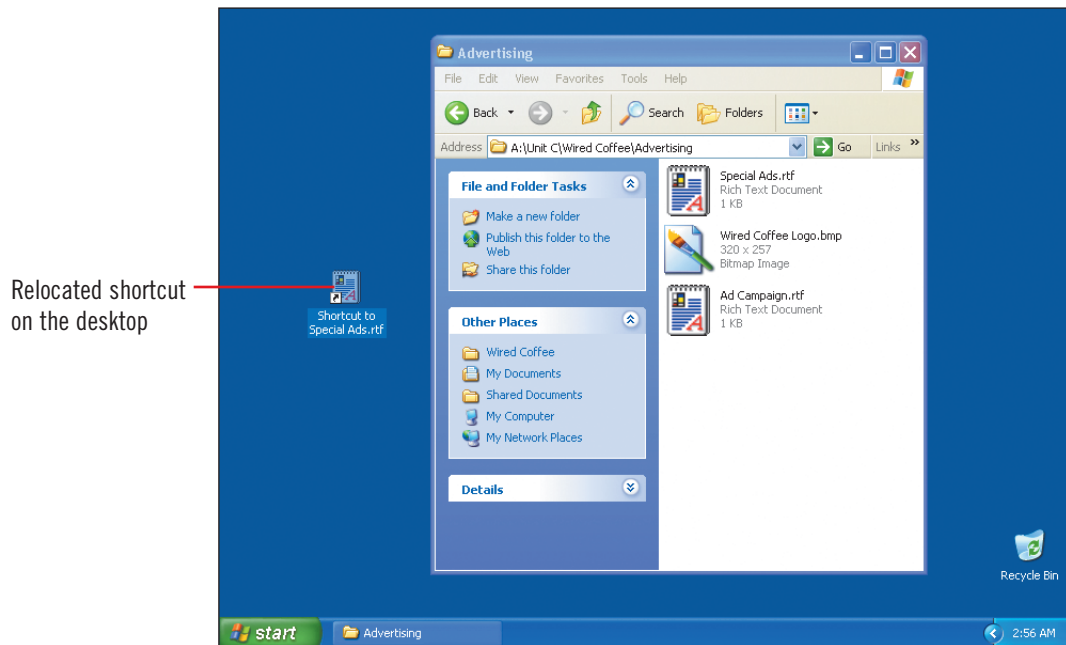 Advertising
File Edit View Favorites Tools Help
Back Search Folders
Address A:\Unit C\Wired Coffee\Advertising Go Links »
File and Folder Tasks
Make a new folder
Publish this folder to the
Web
Share this folder
Other Places
Wired Coffee
My Documents
Shared Documents
My Computer
My Network Places
Details
Special Ads.rtf
Rich Text Document
1 KB
Wired Coffee Logo.bmp
320 x 257
Bitmap Image
Ad Campaign.rtf
Rich Text Document
1 KB
Relocated shortcut
on the desktop
Shortcut to
Special Ads.rtf
Recycle Bin
start Advertising 2:56 AM